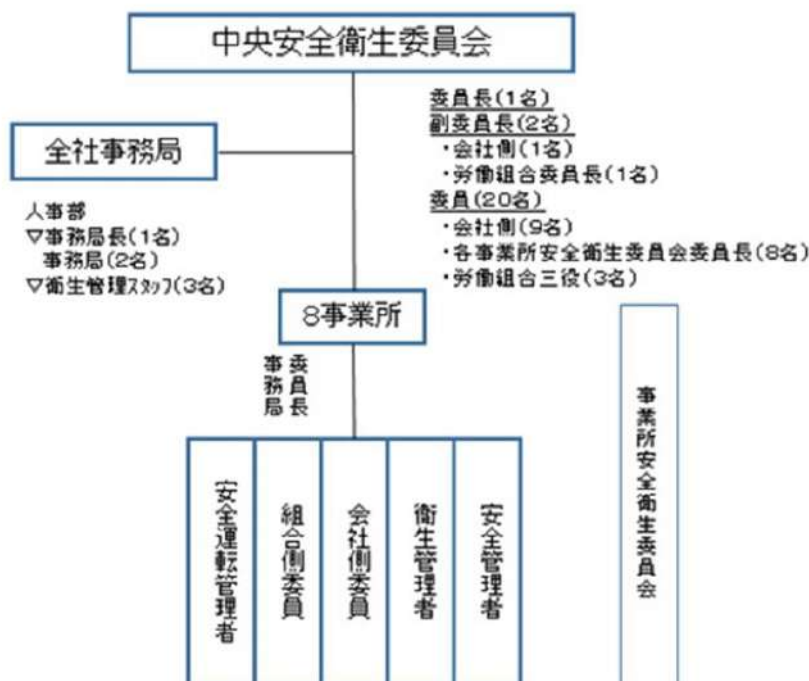 中央安全衛生委員会
全社事務局
人事部
▽事務局長(1名)
事務局(2名)
▽衛生管理ｽﾀｯﾌ(3名)
委員長(1名)
副委員長(2名)
・会社側(1名)
・労働組合委員長(1名)
委員(20名)
・会社側(9名)
・各事業所安全衛生委員会委員長(8名)
・労働組合三役(3名)
8事業所
委員長
事務局
事業所安全衛生委員会
安全管理者
衛生管理者
会社側委員
組合側委員
安全運転管理者